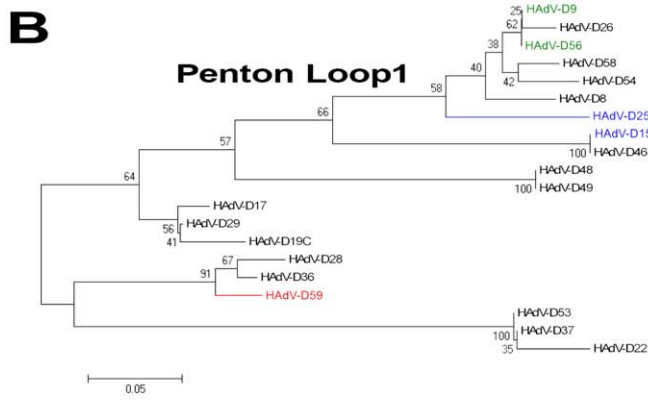 B
Penton Loop1
25
HAdV-D9
62
HAdV-D26
HAdV-D56
38
HAdV-D58
40
42
HAdV-D54
58
HAdV-D8
66
HAdV-D25
HAdV-D15
100
HAdV-D46
57
HAdV-D48
100
HAdV-D49
64
HAdV-D17
56
HAdV-D29
41
HAdV-D19C
67
HAdV-D28
91
HAdV-D36
HAdV-D59
HAdV-D53
100
HAdV-D37
35
HAdV-D22
0.05